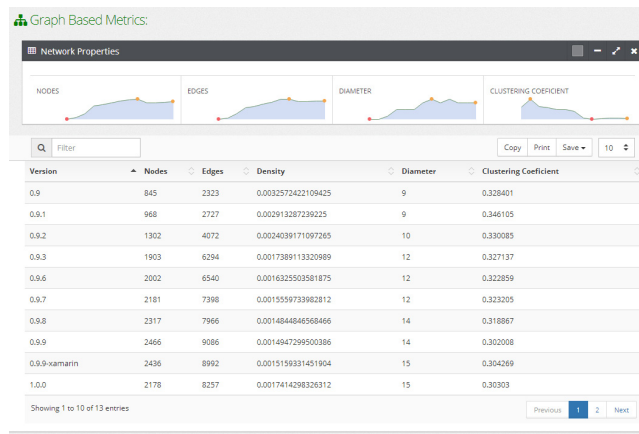 Graph Based Metrics:
Network Properties
NODES EDGES DIAMETER CLUSTERING COEFICIENT
Filter Copy Print Save 10
Version Nodes Edges Density Diameter Clustering Coeficient
0.9 845 2323 0.0032572422109425 9 0.328401
0.9.1 968 2727 0.002913287239225 9 0.346105
0.9.2 1302 4072 0.0024039171097265 10 0.330085
0.9.3 1903 6294 0.0017389113320989 12 0.327137
0.9.6 2002 6540 0.0016325503581875 12 0.322859
0.9.7 2181 7398 0.0015559733982812 12 0.323205
0.9.8 2317 7966 0.0014844846568466 14 0.318867
0.9.9 2466 9086 0.0014947299500386 14 0.302008
0.9.9-xamarin 2436 8992 0.0015159331451904 15 0.304269
1.0.0 2178 8257 0.0017414298326312 15 0.30303
Showing 1 to 10 of 13 entries Previous 1 2 Next